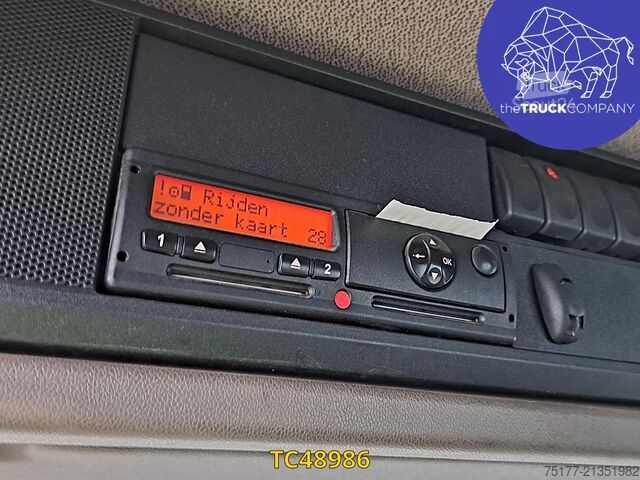 theTRUCKCOMPANY
! Rijden
zonder kaart 28
1
2
OK
TC48986
75177-21351982